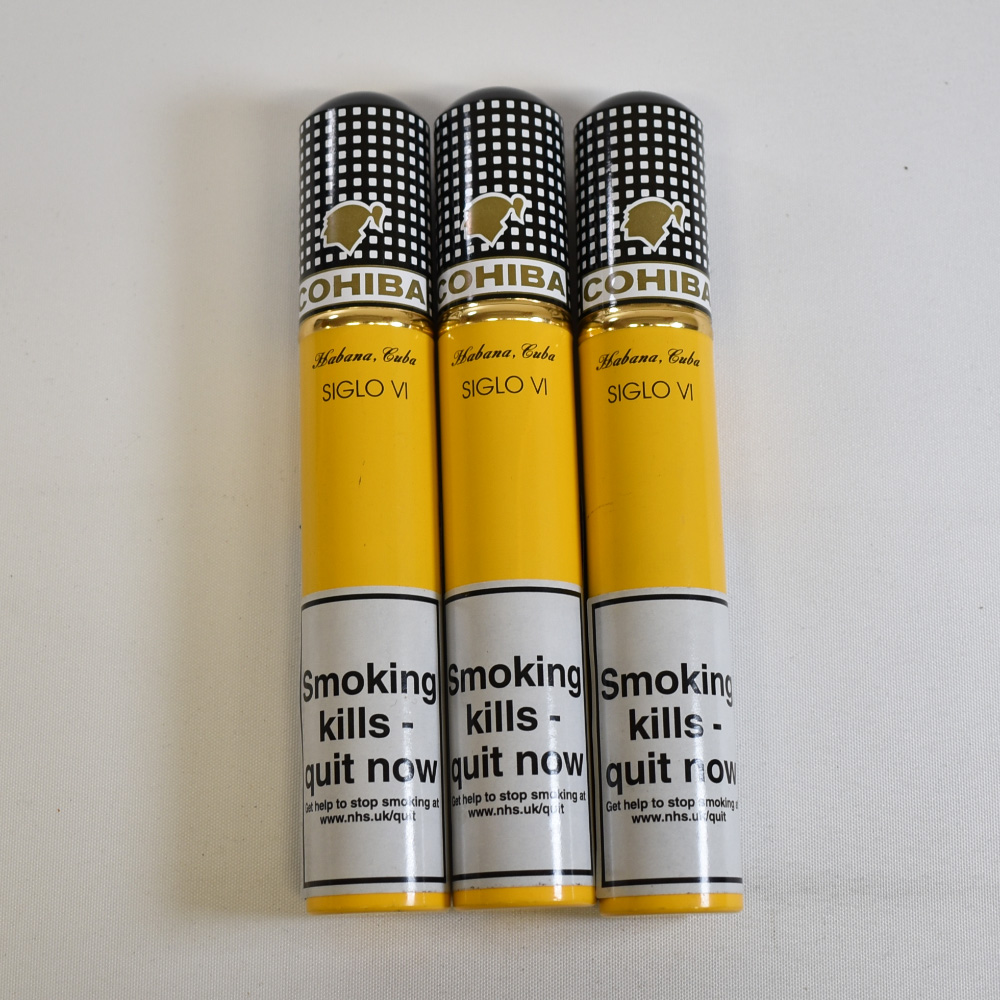 COHIBA
Habana, Cuba
SIGLO VI
Smoking
kills -
quit now
Get help to stop smoking at
www.nhs.uk/quit
COHIBA
Habana, Cuba
SIGLO VI
Smoking
kills -
quit now
Get help to stop smoking at
www.nhs.uk/quit
COHIBA
Habana, Cuba
SIGLO VI
Smoking
kills -
quit now
Get help to stop smoking at
www.nhs.uk/quit